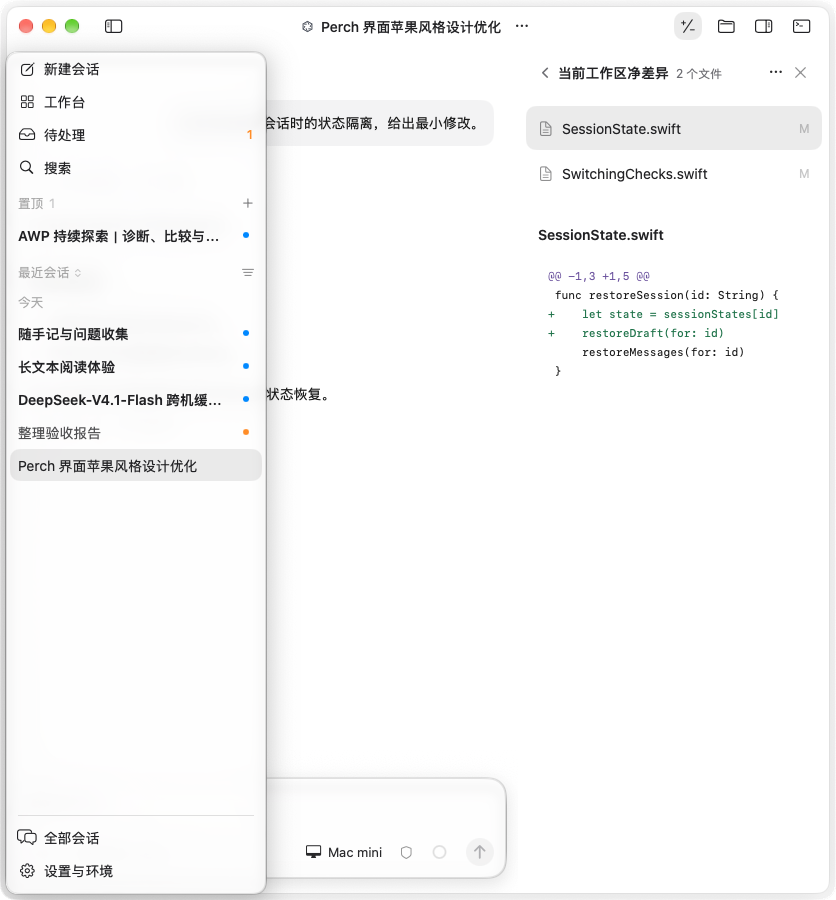 Perch 界面苹果风格设计优化
新建会话
工作台
待处理 1
搜索
置顶 1
AWP 持续探索 | 诊断、比较与…
最近会话
今天
随手记与问题收集
长文本阅读体验
DeepSeek-V4.1-Flash 跨机缓…
整理验收报告
Perch 界面苹果风格设计优化
全部会话
设置与环境
会话时的状态隔离，给出最小修改。
状态恢复。
Mac mini
当前工作区净差异 2 个文件
SessionState.swift M
SwitchingChecks.swift M
SessionState.swift
@@ -1,3 +1,5 @@
func restoreSession(id: String) {
+    let state = sessionStates[id]
+    restoreDraft(for: id)
restoreMessages(for: id)
}